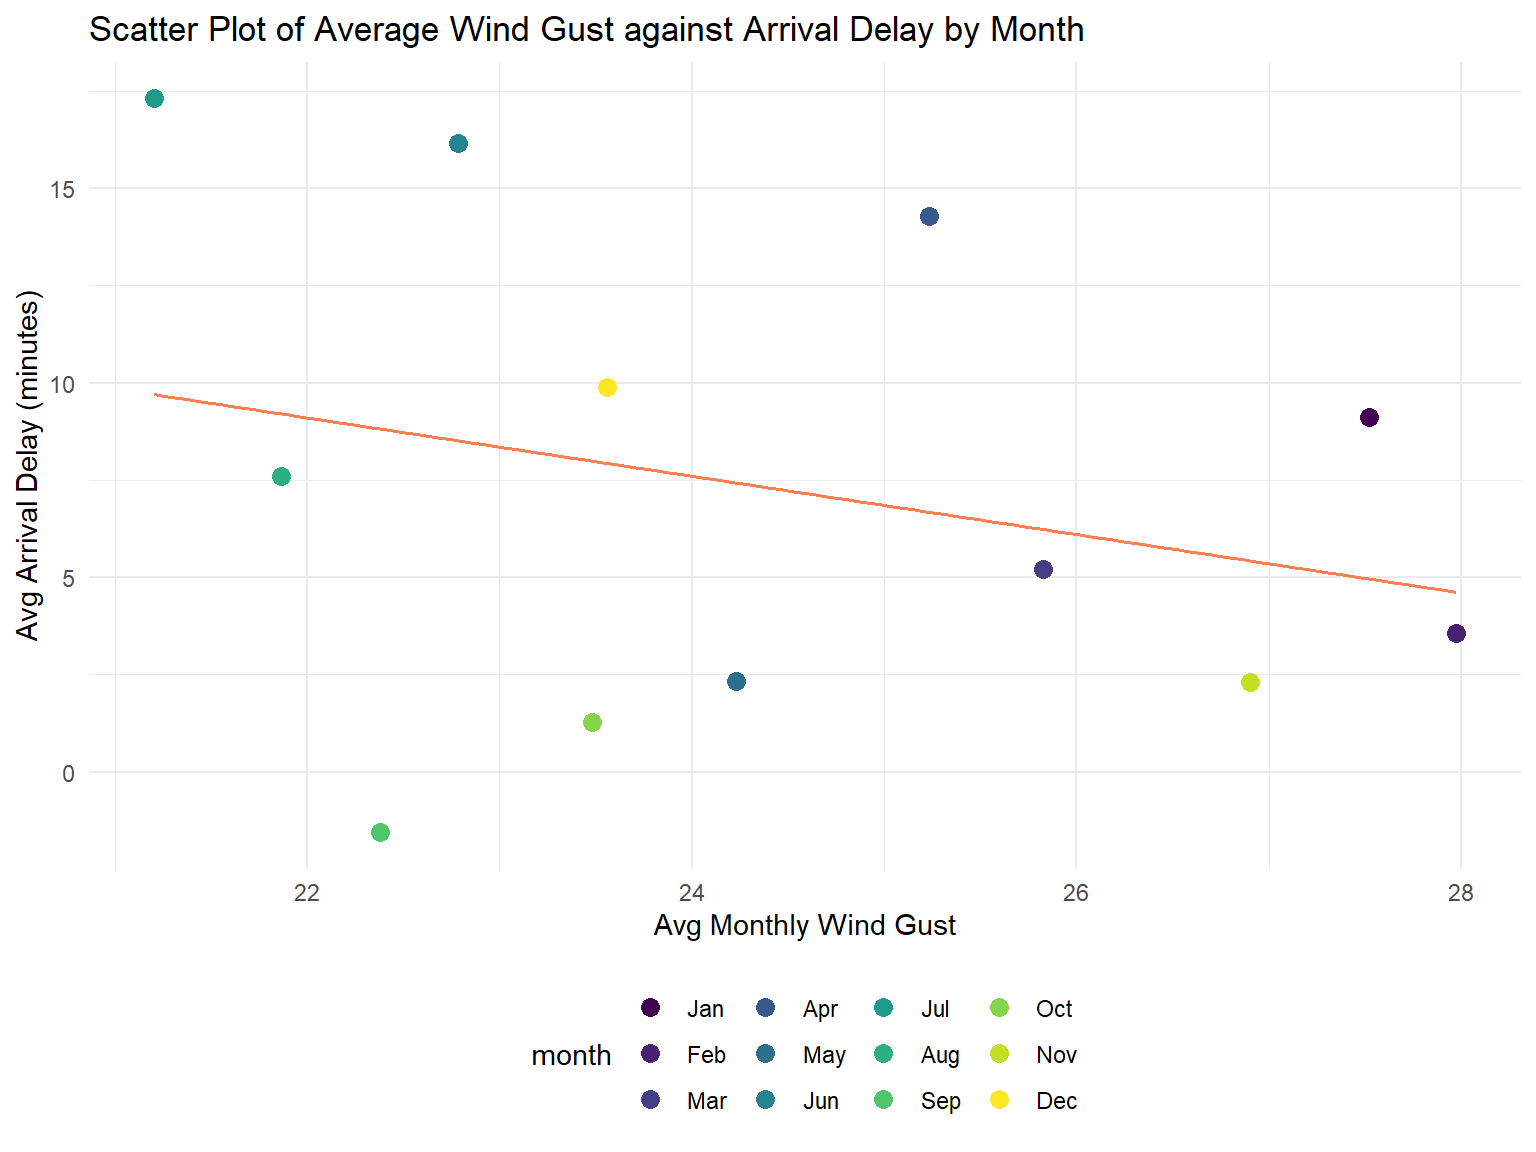 Scatter Plot of Average Wind Gust against Arrival Delay by Month
Avg Arrival Delay (minutes)
15
10
5
0
22 24 26 28
Avg Monthly Wind Gust
month
Jan Apr Jul Oct
Feb May Aug Nov
Mar Jun Sep Dec